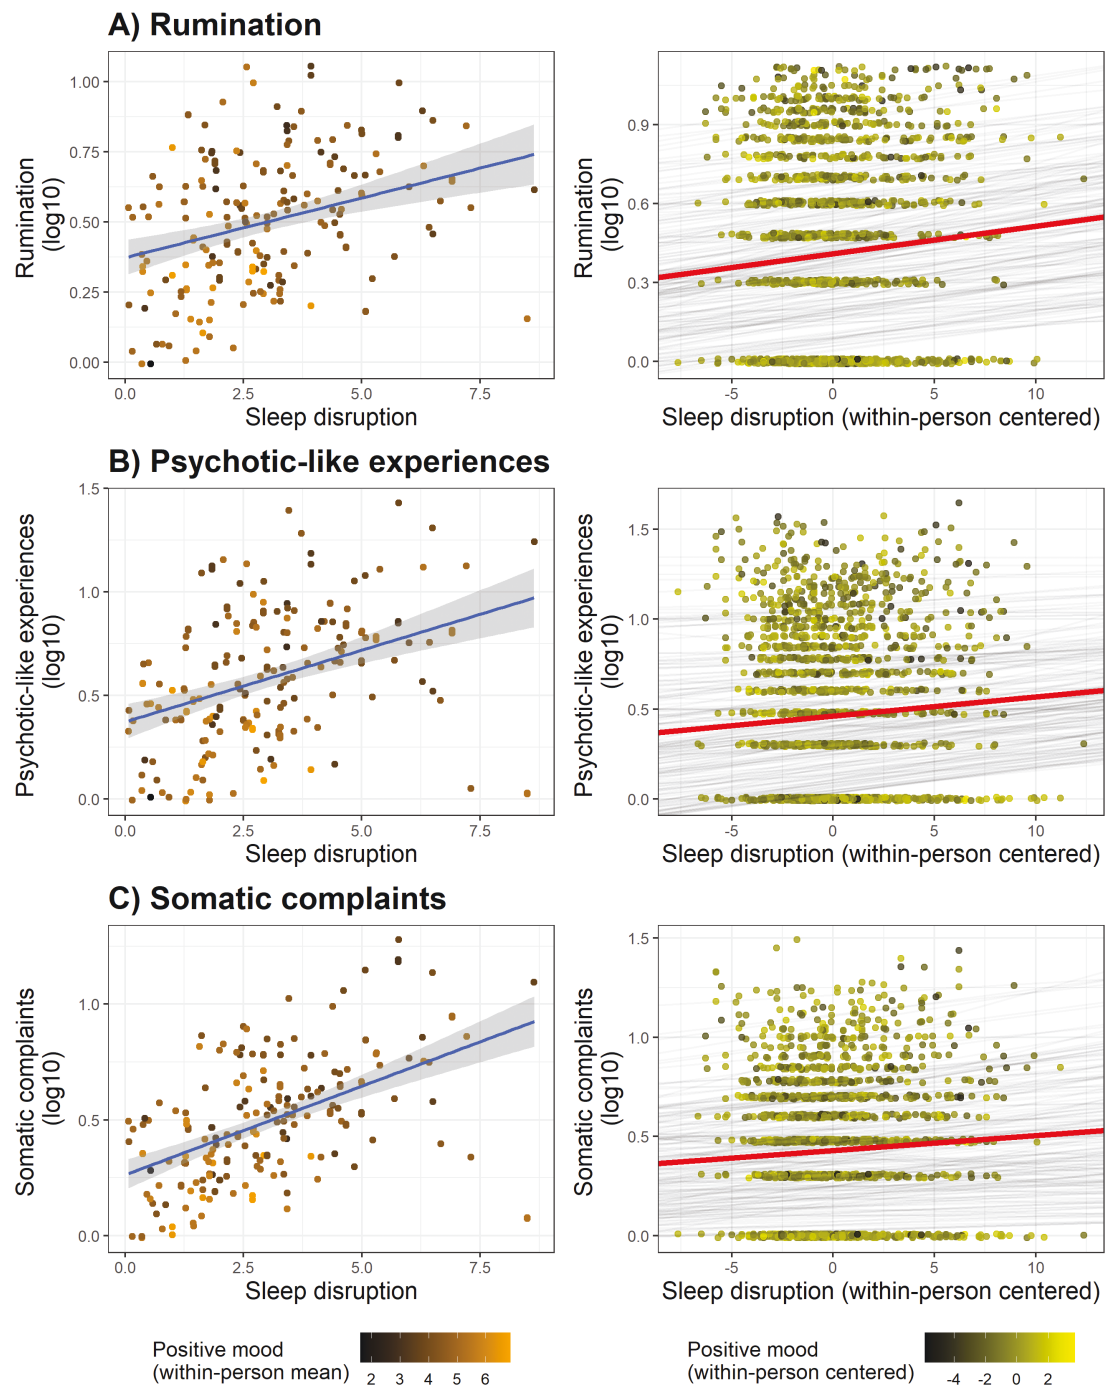 A) Rumination
1.00
0.75
0.50
0.25
0.00
Rumination
(log10)
0.0 2.5 5.0 7.5
Sleep disruption
0.9
0.6
0.3
0.0
Rumination
(log10)
-5 0 5 10
Sleep disruption (within-person centered)
B) Psychotic-like experiences
1.5
1.0
0.5
0.0
Psychotic-like experiences
(log10)
0.0 2.5 5.0 7.5
Sleep disruption
1.5
1.0
0.5
0.0
Psychotic-like experiences
(log10)
-5 0 5 10
Sleep disruption (within-person centered)
C) Somatic complaints
1.0
0.5
0.0
Somatic complaints
(log10)
0.0 2.5 5.0 7.5
Sleep disruption
1.5
1.0
0.5
0.0
Somatic complaints
(log10)
-5 0 5 10
Sleep disruption (within-person centered)
Positive mood
(within-person mean)
2 3 4 5 6
Positive mood
(within-person centered)
-4 -2 0 2